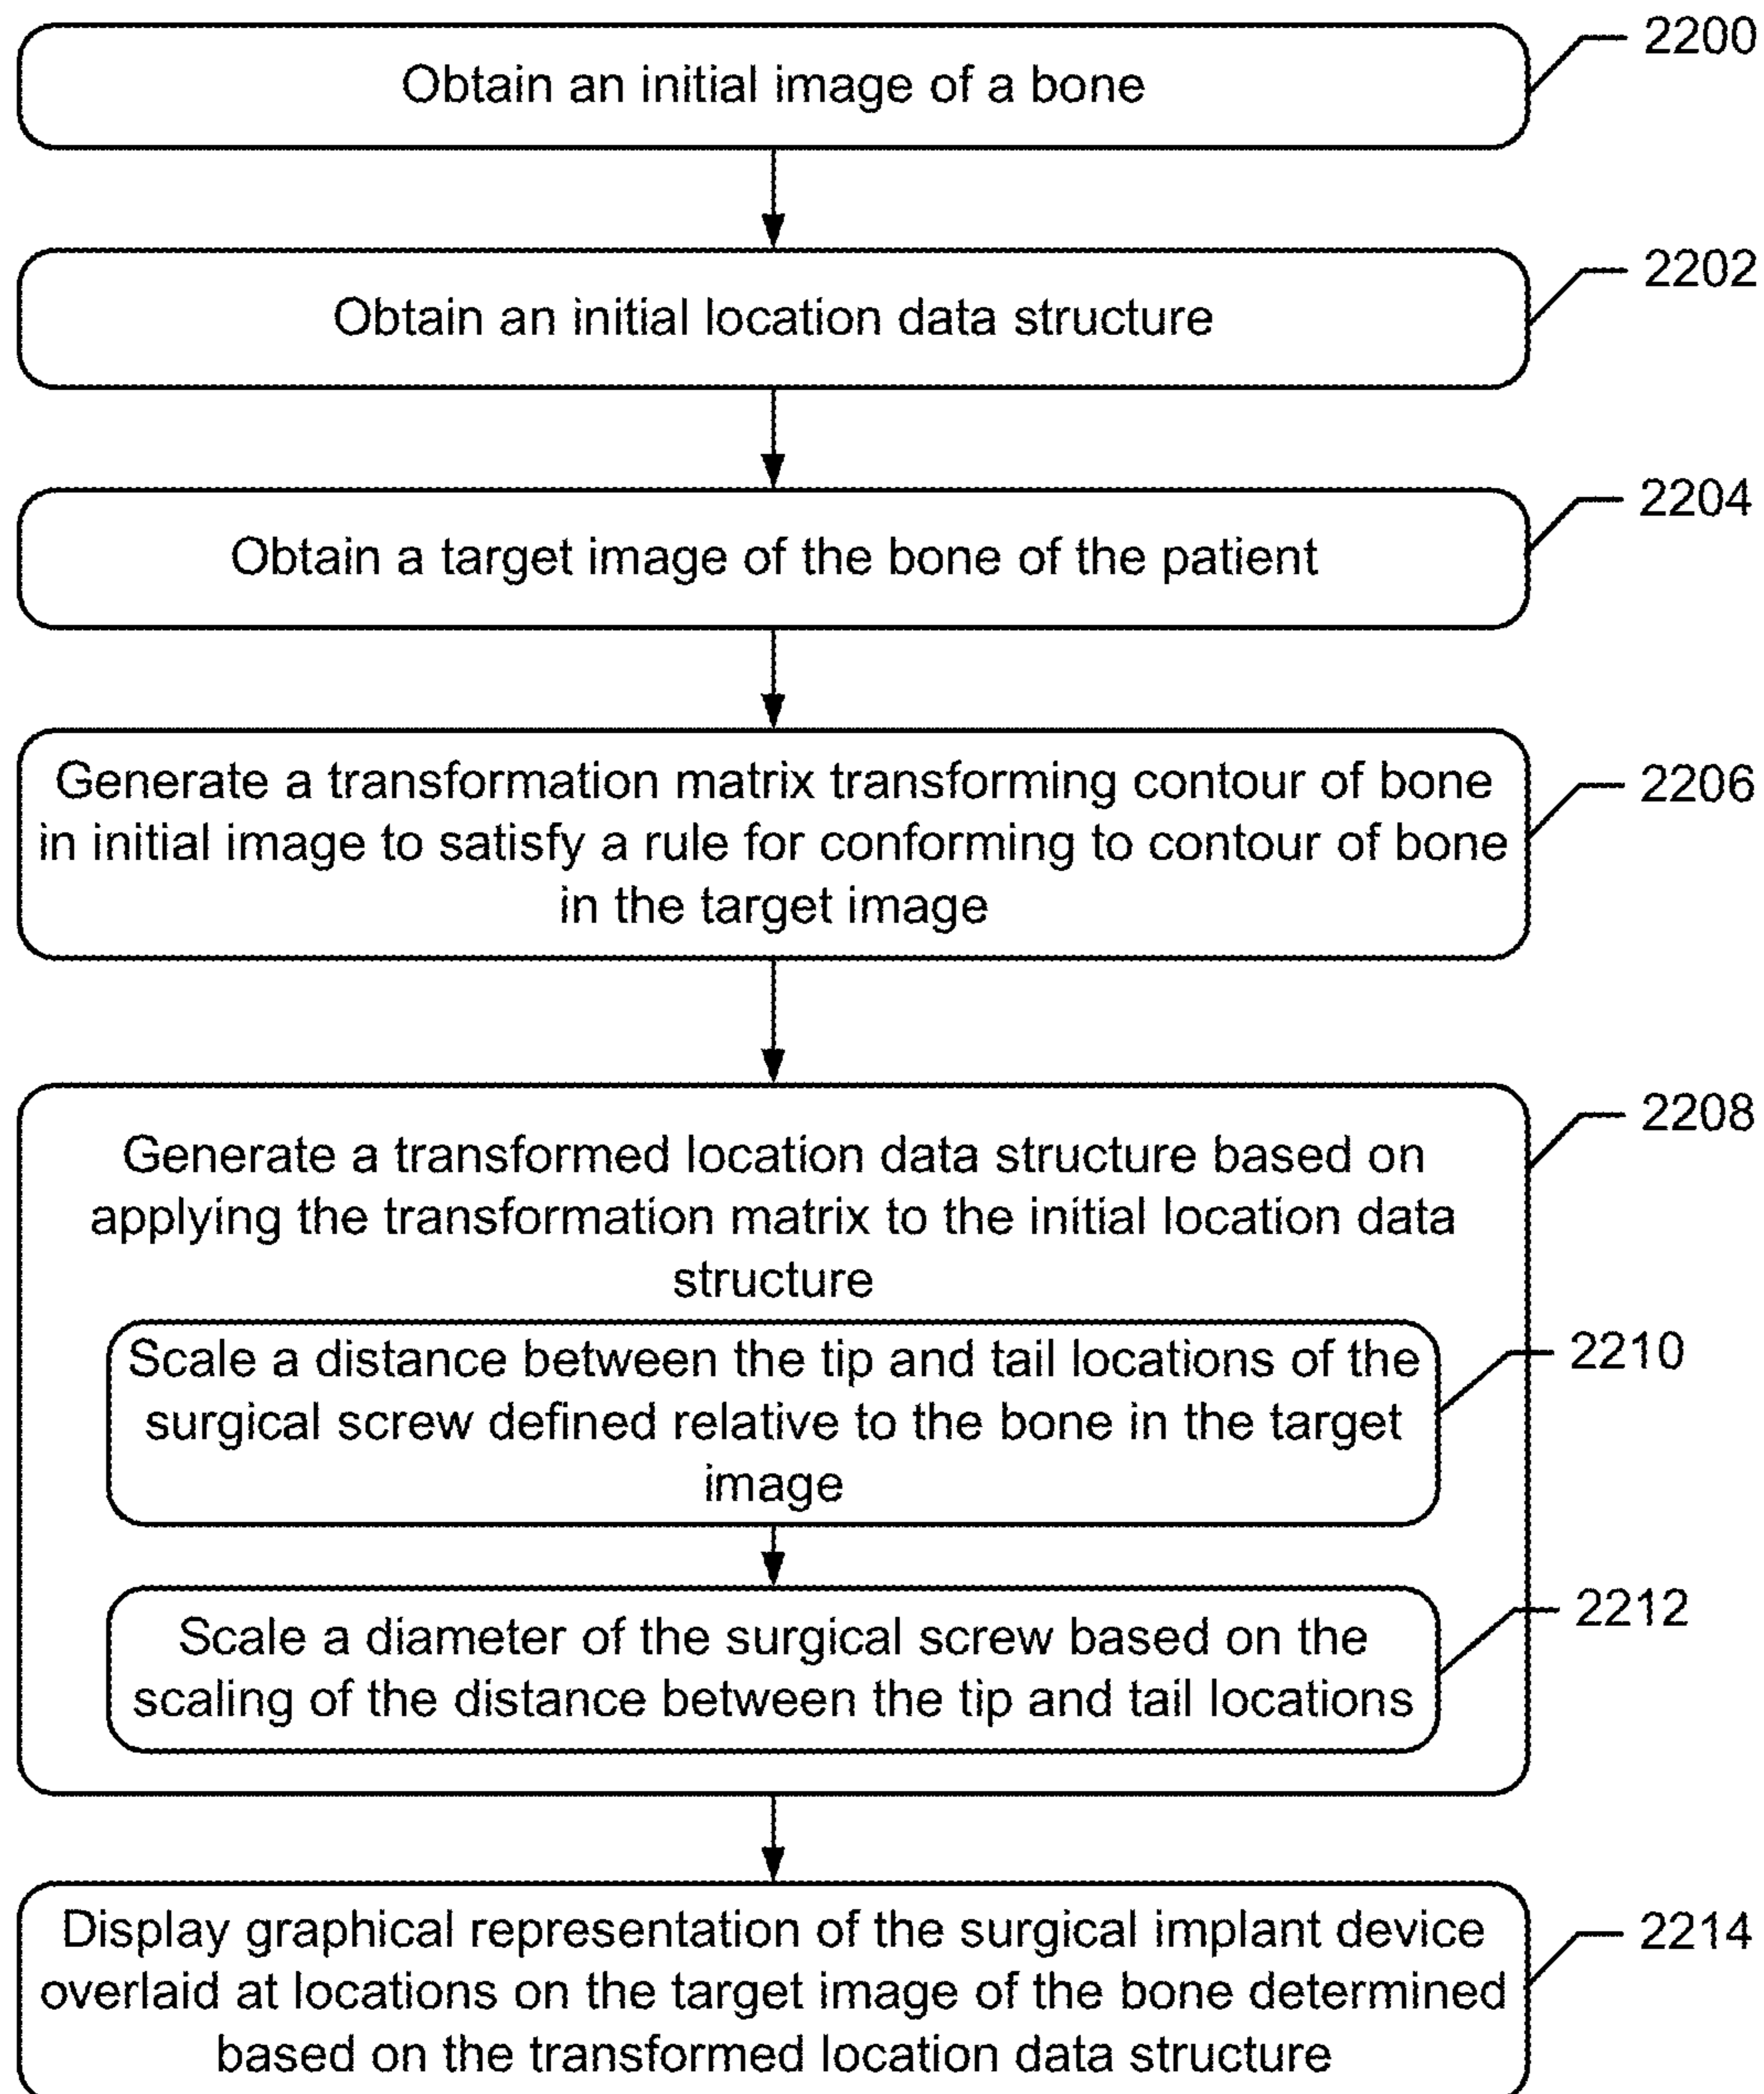 Obtain an initial image of a bone
2200
Obtain an initial location data structure
2202
Obtain a target image of the bone of the patient
2204
Generate a transformation matrix transforming contour of bone
in initial image to satisfy a rule for conforming to contour of bone
in the target image
2206
Generate a transformed location data structure based on
applying the transformation matrix to the initial location data
structure
2208
Scale a distance between the tip and tail locations of the
surgical screw defined relative to the bone in the target
image
2210
Scale a diameter of the surgical screw based on the
scaling of the distance between the tip and tail locations
2212
Display graphical representation of the surgical implant device
overlaid at locations on the target image of the bone determined
based on the transformed location data structure
2214